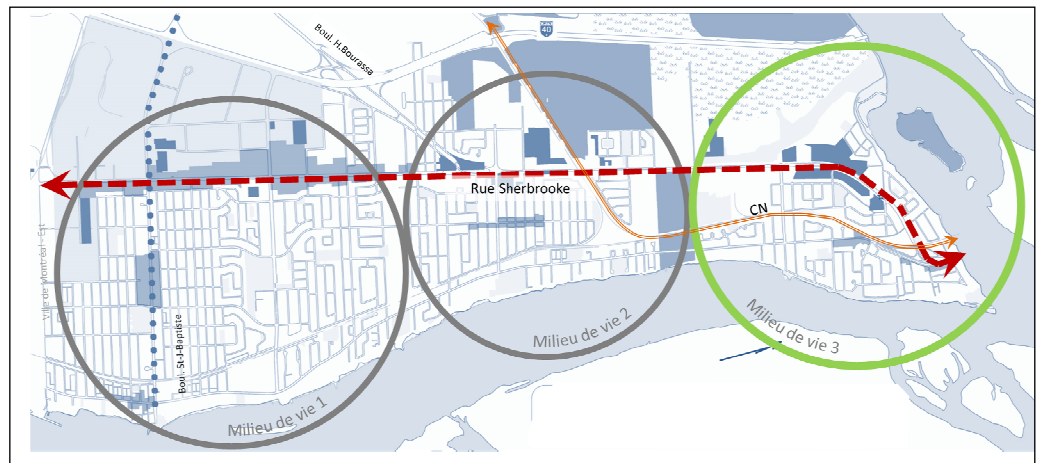 Boul. H.Bourassa
40
Rue Sherbrooke
CN
Ville de Montréal - Est
Boul. St-J-Baptiste
Milieu de vie 1
Milieu de vie 2
Milieu de vie 3